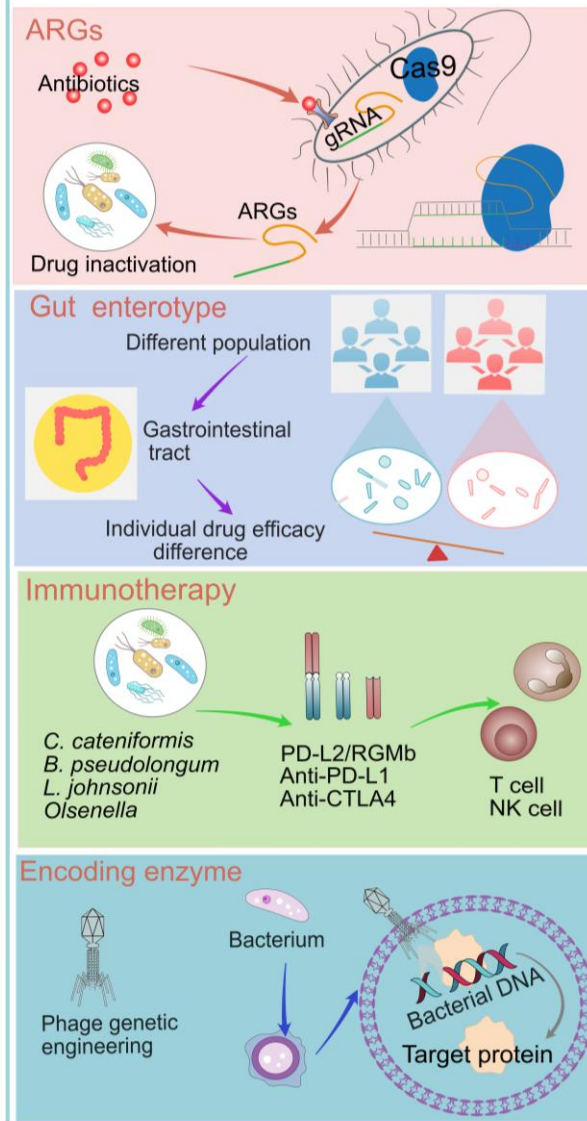 ARGs
Antibiotics
Cas9
gRNA
ARGs
Drug inactivation
Gut enterotype
Different population
Gastrointestinal
tract
Individual drug efficacy
difference
Immunotherapy
C. cateniformis
B. pseudolongum
L. johnsonii
Olsenella
PD-L2/RGMb
Anti-PD-L1
Anti-CTLA4
T cell
NK cell
Encoding enzyme
Phage genetic
engineering
Bacterium
Bacterial DNA
Target protein